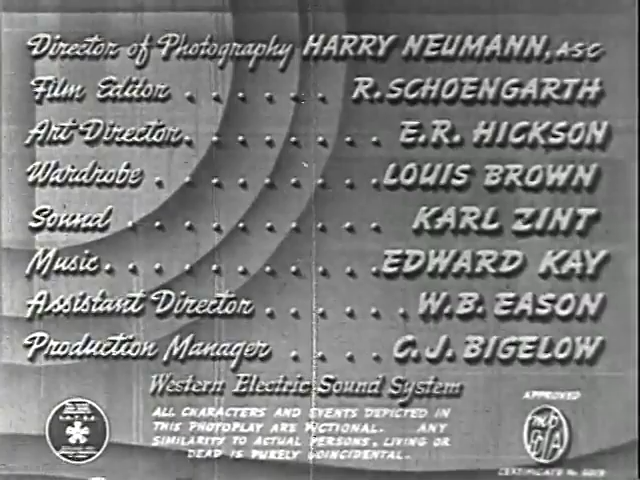 Director of Photography HARRY NEUMANN, A.S.C.
Film Editor . . . . . . R. SCHOENGARTH
Art Director. . . . . . . . E.R. HICKSON
Wardrobe . . . . . . . . .LOUIS BROWN
Sound . . . . . . . . . . KARL ZINT
Music. . . . . . . . . . .EDWARD KAY
Assistant Director . . . . . . W.B. EASON
Production Manager . . . . . C.J. BIGELOW
Western Electric Sound System
ALL CHARACTERS AND EVENTS DEPICTED IN
THIS PHOTOPLAY ARE FICTIONAL. ANY
SIMILARITY TO ACTUAL PERSONS, LIVING OR
DEAD IS PURELY COINCIDENTAL.
APPROVED
CERTIFICATE No.